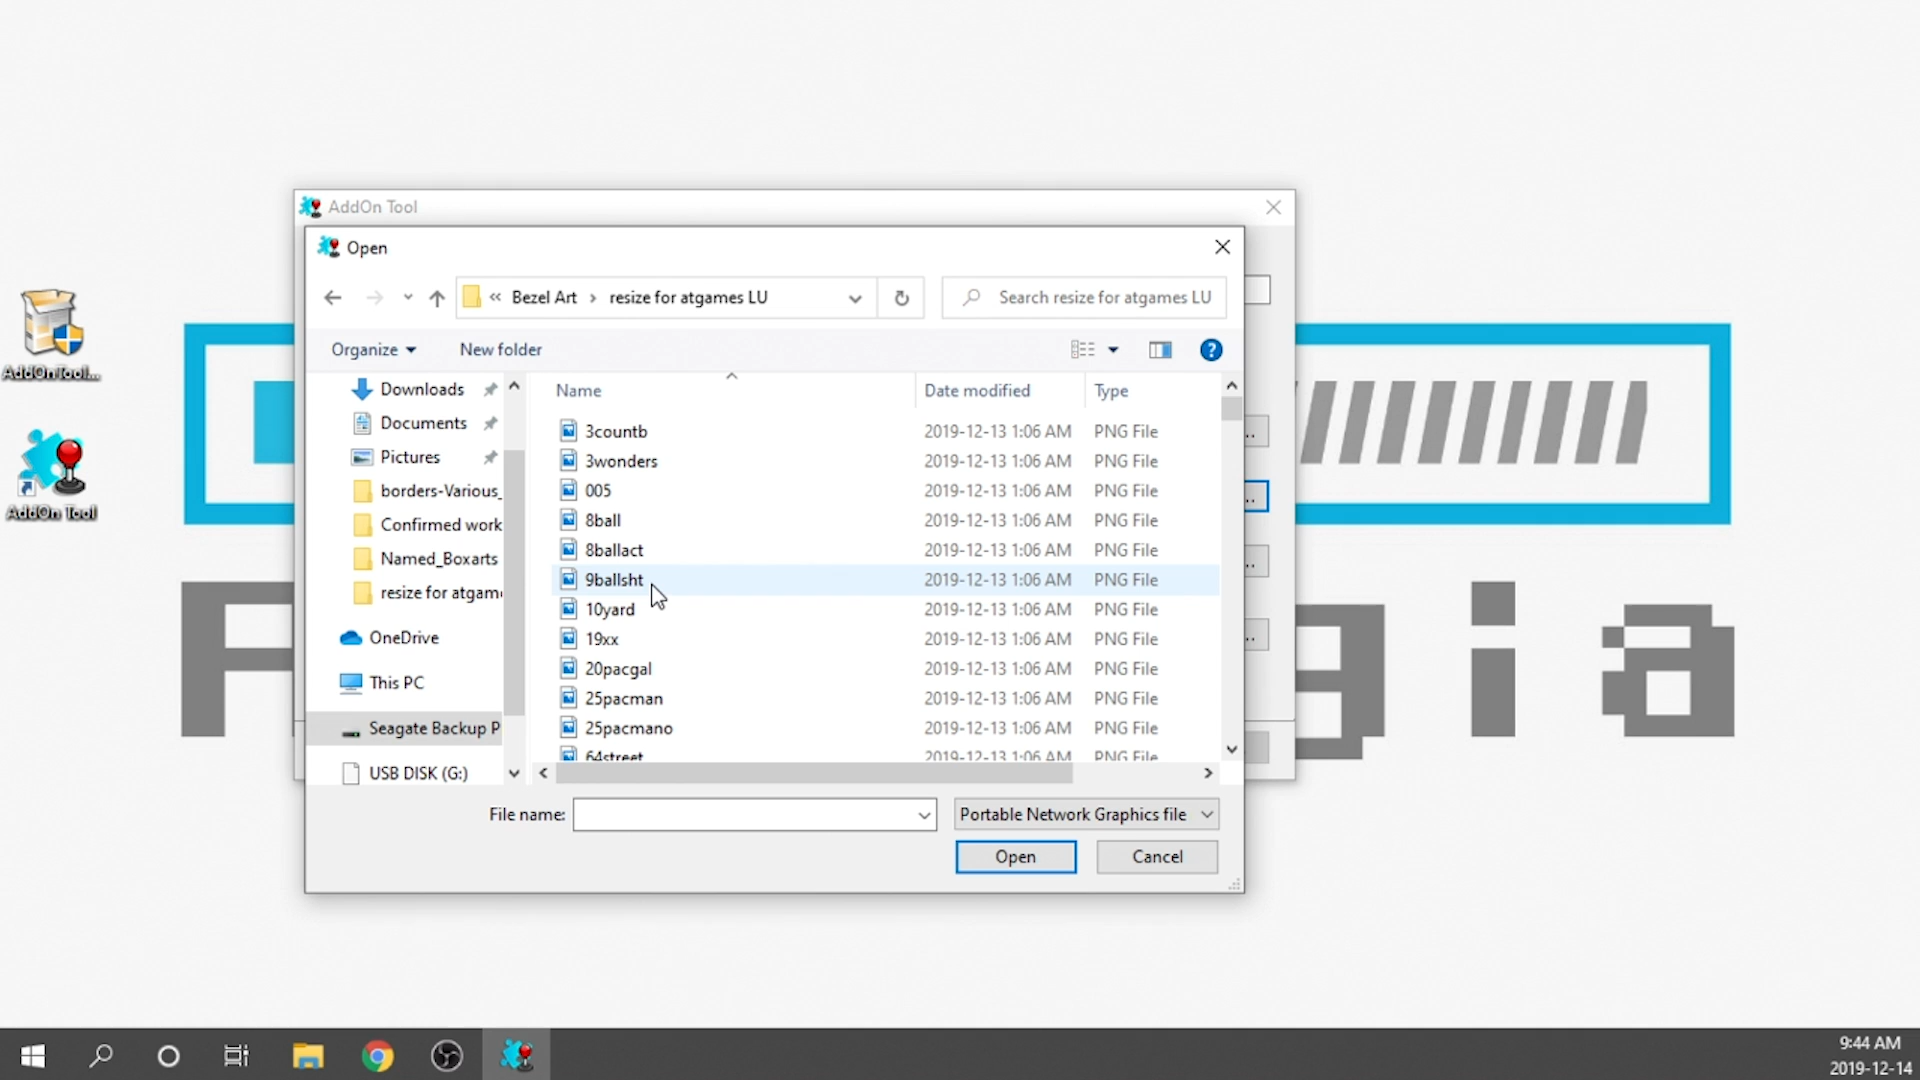 AddOn Tool
Open
« Bezel Art › resize for atgames LU
Search resize for atgames LU
Organize
New folder
Name
Date modified
Type
Downloads
Documents
Pictures
borders-Various_
Confirmed work
Named_Boxarts
resize for atgam
OneDrive
This PC
Seagate Backup P
USB DISK (G:)
3countb 2019-12-13 1:06 AM PNG File
3wonders 2019-12-13 1:06 AM PNG File
005 2019-12-13 1:06 AM PNG File
8ball 2019-12-13 1:06 AM PNG File
8ballact 2019-12-13 1:06 AM PNG File
9ballsht 2019-12-13 1:06 AM PNG File
10yard 2019-12-13 1:06 AM PNG File
19xx 2019-12-13 1:06 AM PNG File
20pacgal 2019-12-13 1:06 AM PNG File
25pacman 2019-12-13 1:06 AM PNG File
25pacmano 2019-12-13 1:06 AM PNG File
64street 2019-12-13 1:06 AM PNG File
File name:
Portable Network Graphics file
Open
Cancel
AddOnTool...
AddOn Tool
gia
9:44 AM
2019-12-14